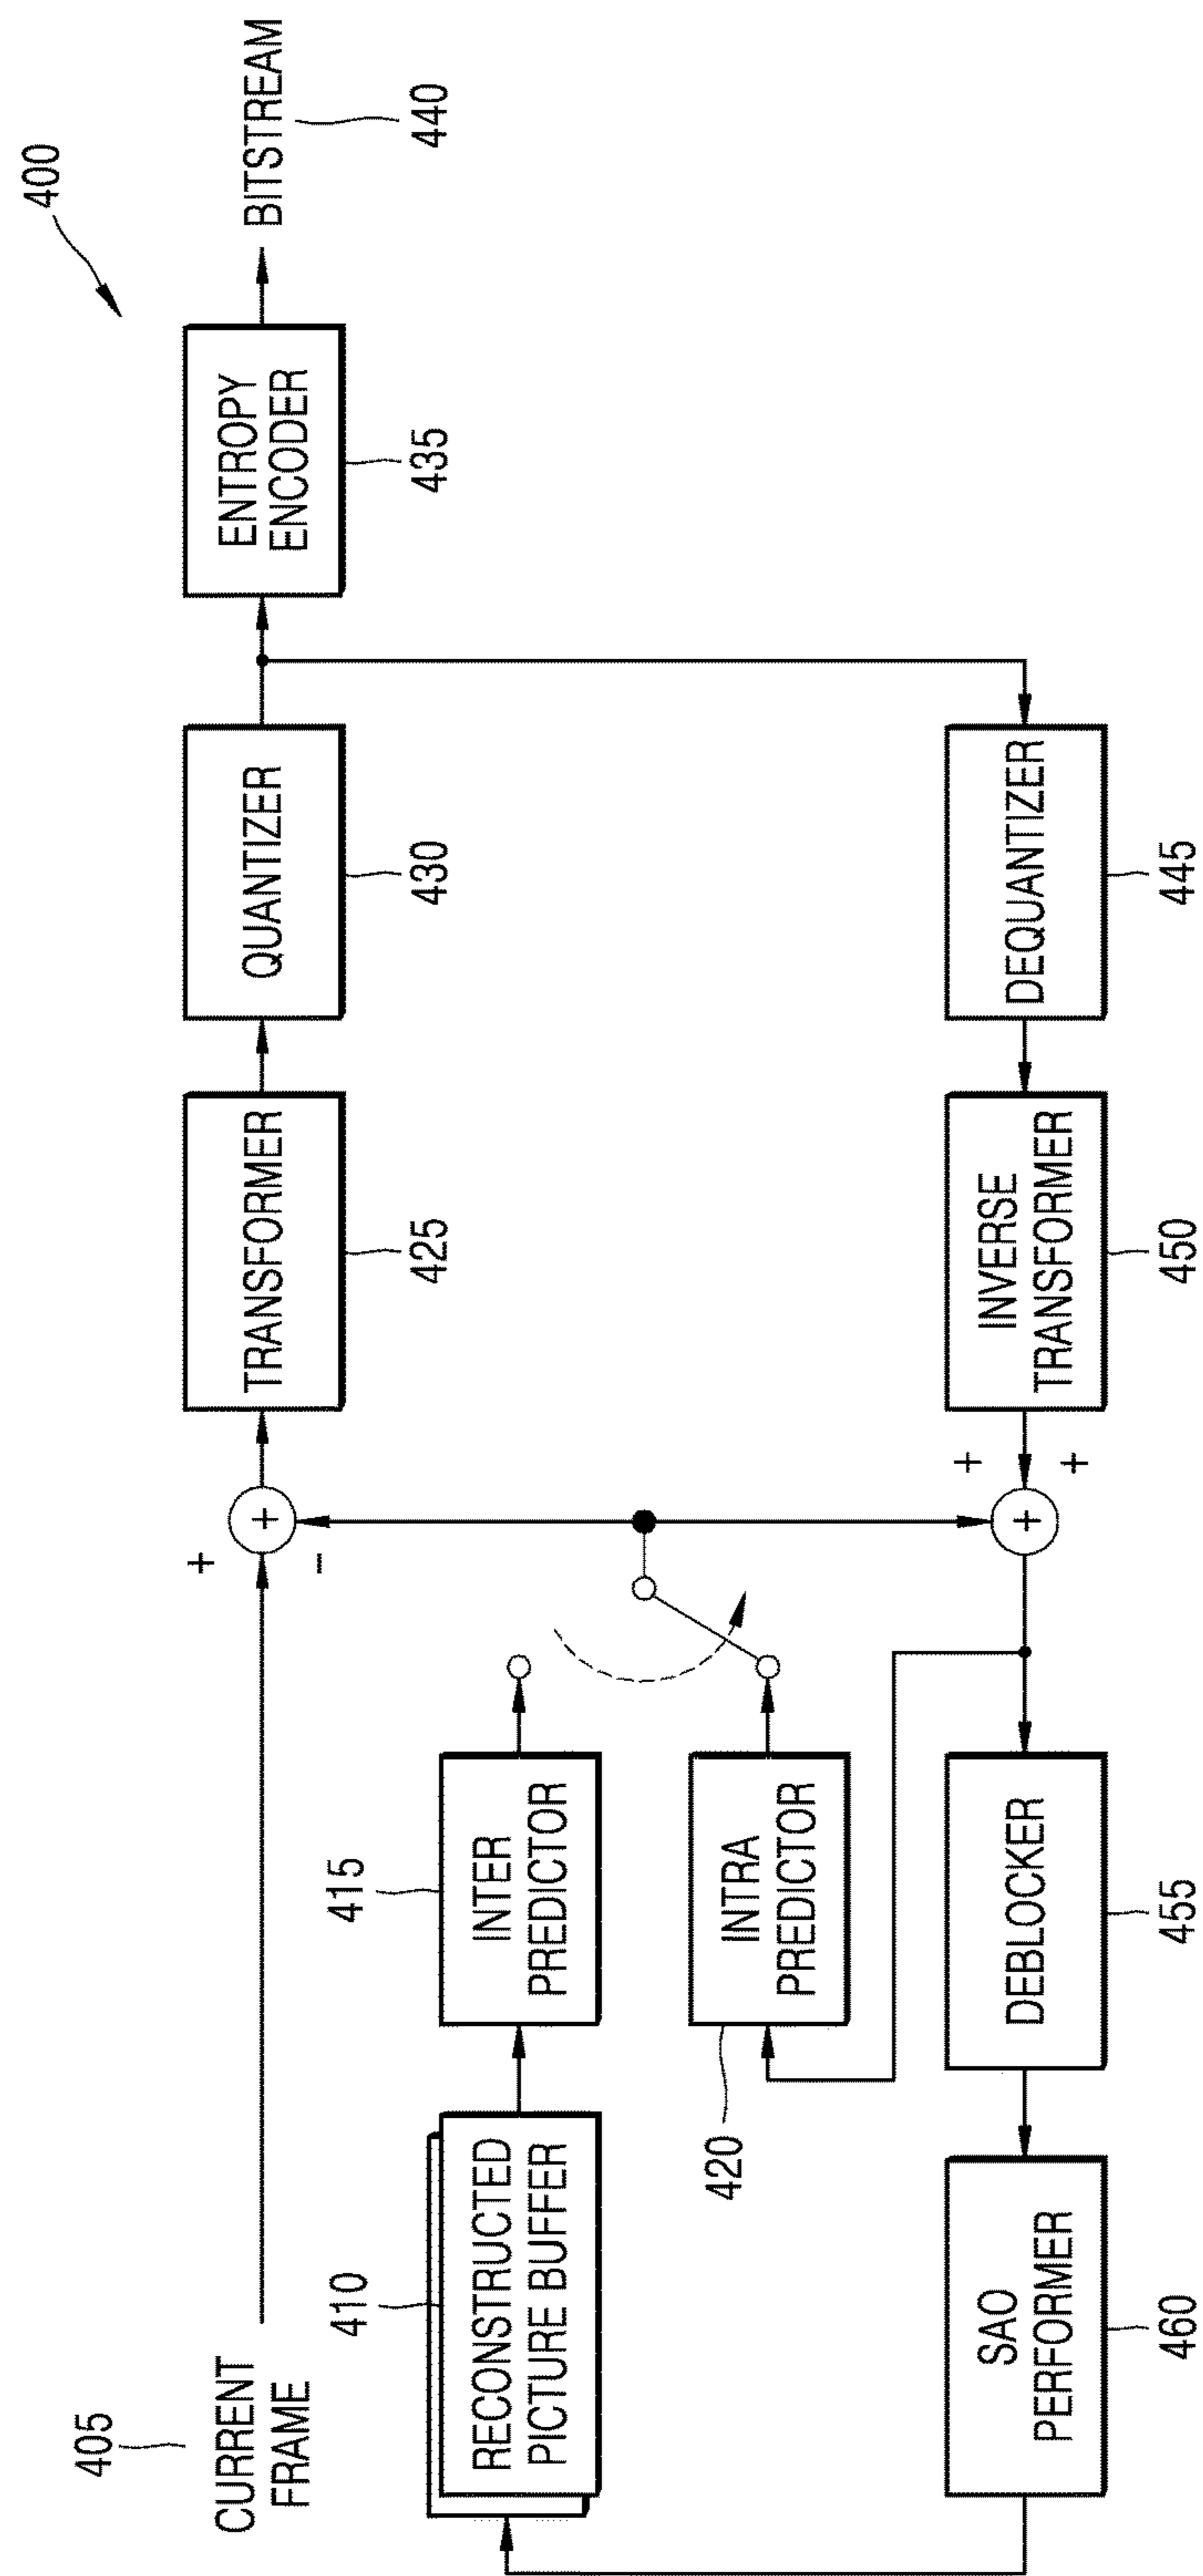 400
405
CURRENT
FRAME
+
-
+
TRANSFORMER
425
QUANTIZER
430
ENTROPY
ENCODER
435
BITSTREAM
440
410
RECONSTRUCTED
PICTURE BUFFER
415
INTER
PREDICTOR
420
INTRA
PREDICTOR
SAO
PERFORMER
460
DEBLOCKER
455
+
+
+
INVERSE
TRANSFORMER
450
DEQUANTIZER
445